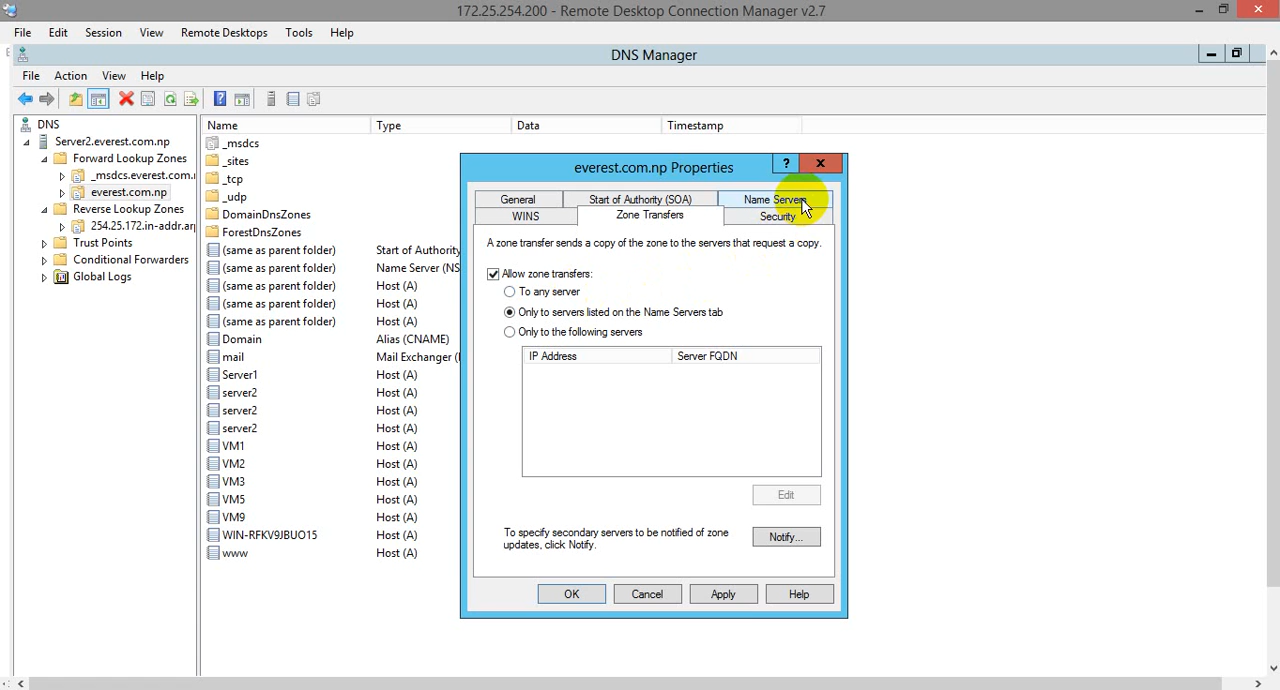 172.25.254.200 - Remote Desktop Connection Manager v2.7
File Edit Session View Remote Desktops Tools Help
DNS Manager
File Action View Help
DNS
Server2.everest.com.np
Forward Lookup Zones
_msdcs.everest.com.
everest.com.np
Reverse Lookup Zones
254.25.172.in-addr.ar
Trust Points
Conditional Forwarders
Global Logs
Name Type Data Timestamp
_msdcs
_sites
_tcp
_udp
DomainDnsZones
ForestDnsZones
(same as parent folder) Start of Authority
(same as parent folder) Name Server (NS
(same as parent folder) Host (A)
(same as parent folder) Host (A)
(same as parent folder) Host (A)
Domain Alias (CNAME)
mail Mail Exchanger (
Server1 Host (A)
server2 Host (A)
server2 Host (A)
server2 Host (A)
VM1 Host (A)
VM2 Host (A)
VM3 Host (A)
VM5 Host (A)
VM9 Host (A)
WIN-RFKV9JBUO15 Host (A)
www Host (A)
everest.com.np Properties
General Start of Authority (SOA) Name Servers
WINS Zone Transfers Security
A zone transfer sends a copy of the zone to the servers that request a copy.
Allow zone transfers:
To any server
Only to servers listed on the Name Servers tab
Only to the following servers
IP Address Server FQDN
Edit
To specify secondary servers to be notified of zone
updates, click Notify.
Notify...
OK Cancel Apply Help